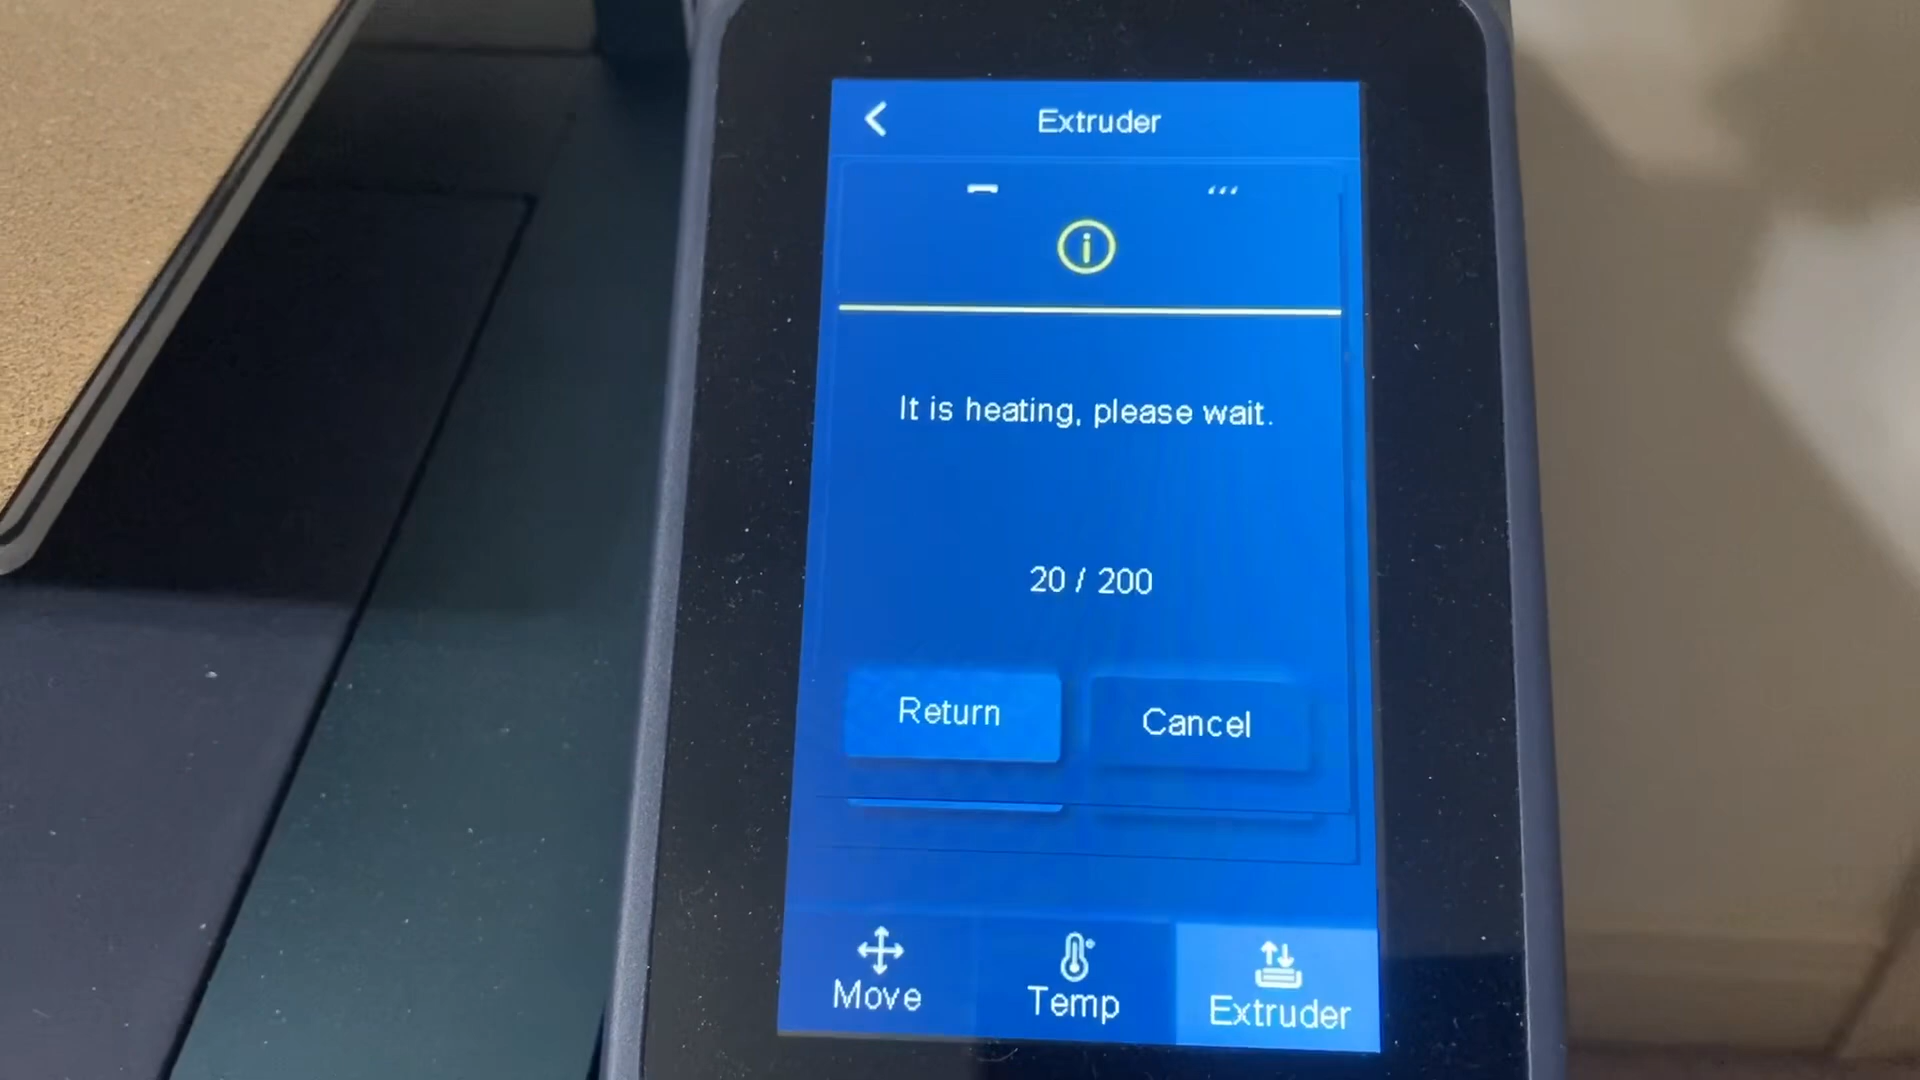 Extruder
It is heating, please wait.
20 / 200
Return
Cancel
Move
Temp
Extruder